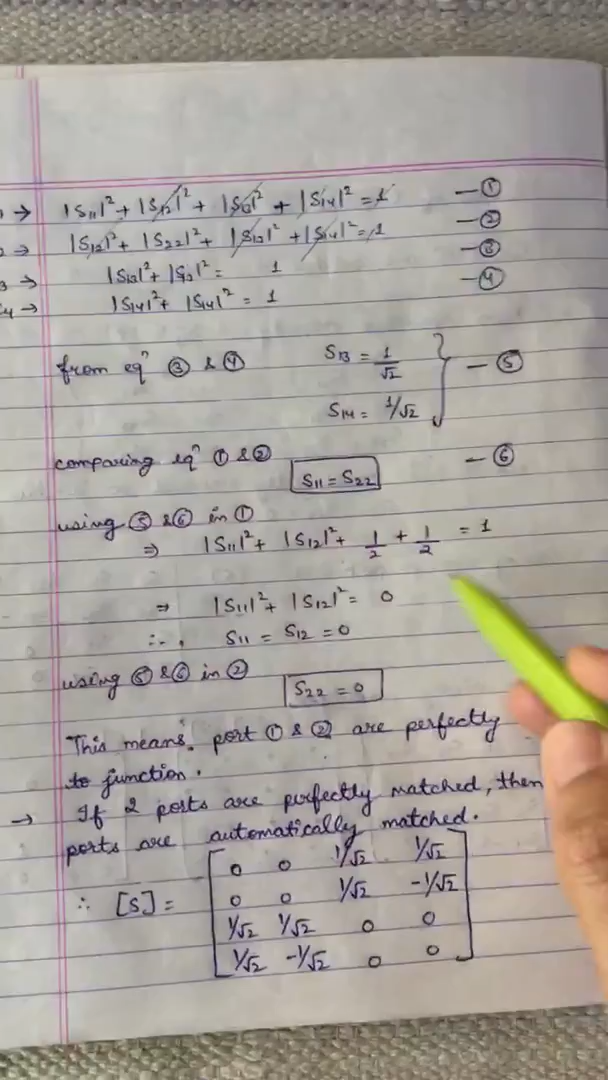 1 → |S11|² + |S12|² + |S13|² + |S14|² = 1 — ①
2 → |S12|² + |S22|² + |S13|² + |S14|² = 1 — ②
3 → |S13|² + |S13|² = 1 — ③
4 → |S14|² + |S14|² = 1 — ④
from eqⁿ ③ & ④ S13 = 1/√2
S14 = 1/√2 } — ⑤
comparing eqⁿ ① & ② S11 = S22 — ⑥
using ⑤ & ⑥ in ①
⇒ |S11|² + |S12|² + 1/2 + 1/2 = 1
⇒ |S11|² + |S12|² = 0
∴ S11 = S12 = 0
using ⑤ & ⑥ in ② S22 = 0
This means, port ① & ② are perfectly
to function.
→ If 2 ports are perfectly matched, then
ports are automatically matched.
∴ [S] = [ 0 0 1/√2 1/√2
0 0 1/√2 -1/√2
1/√2 1/√2 0 0
1/√2 -1/√2 0 0 ]